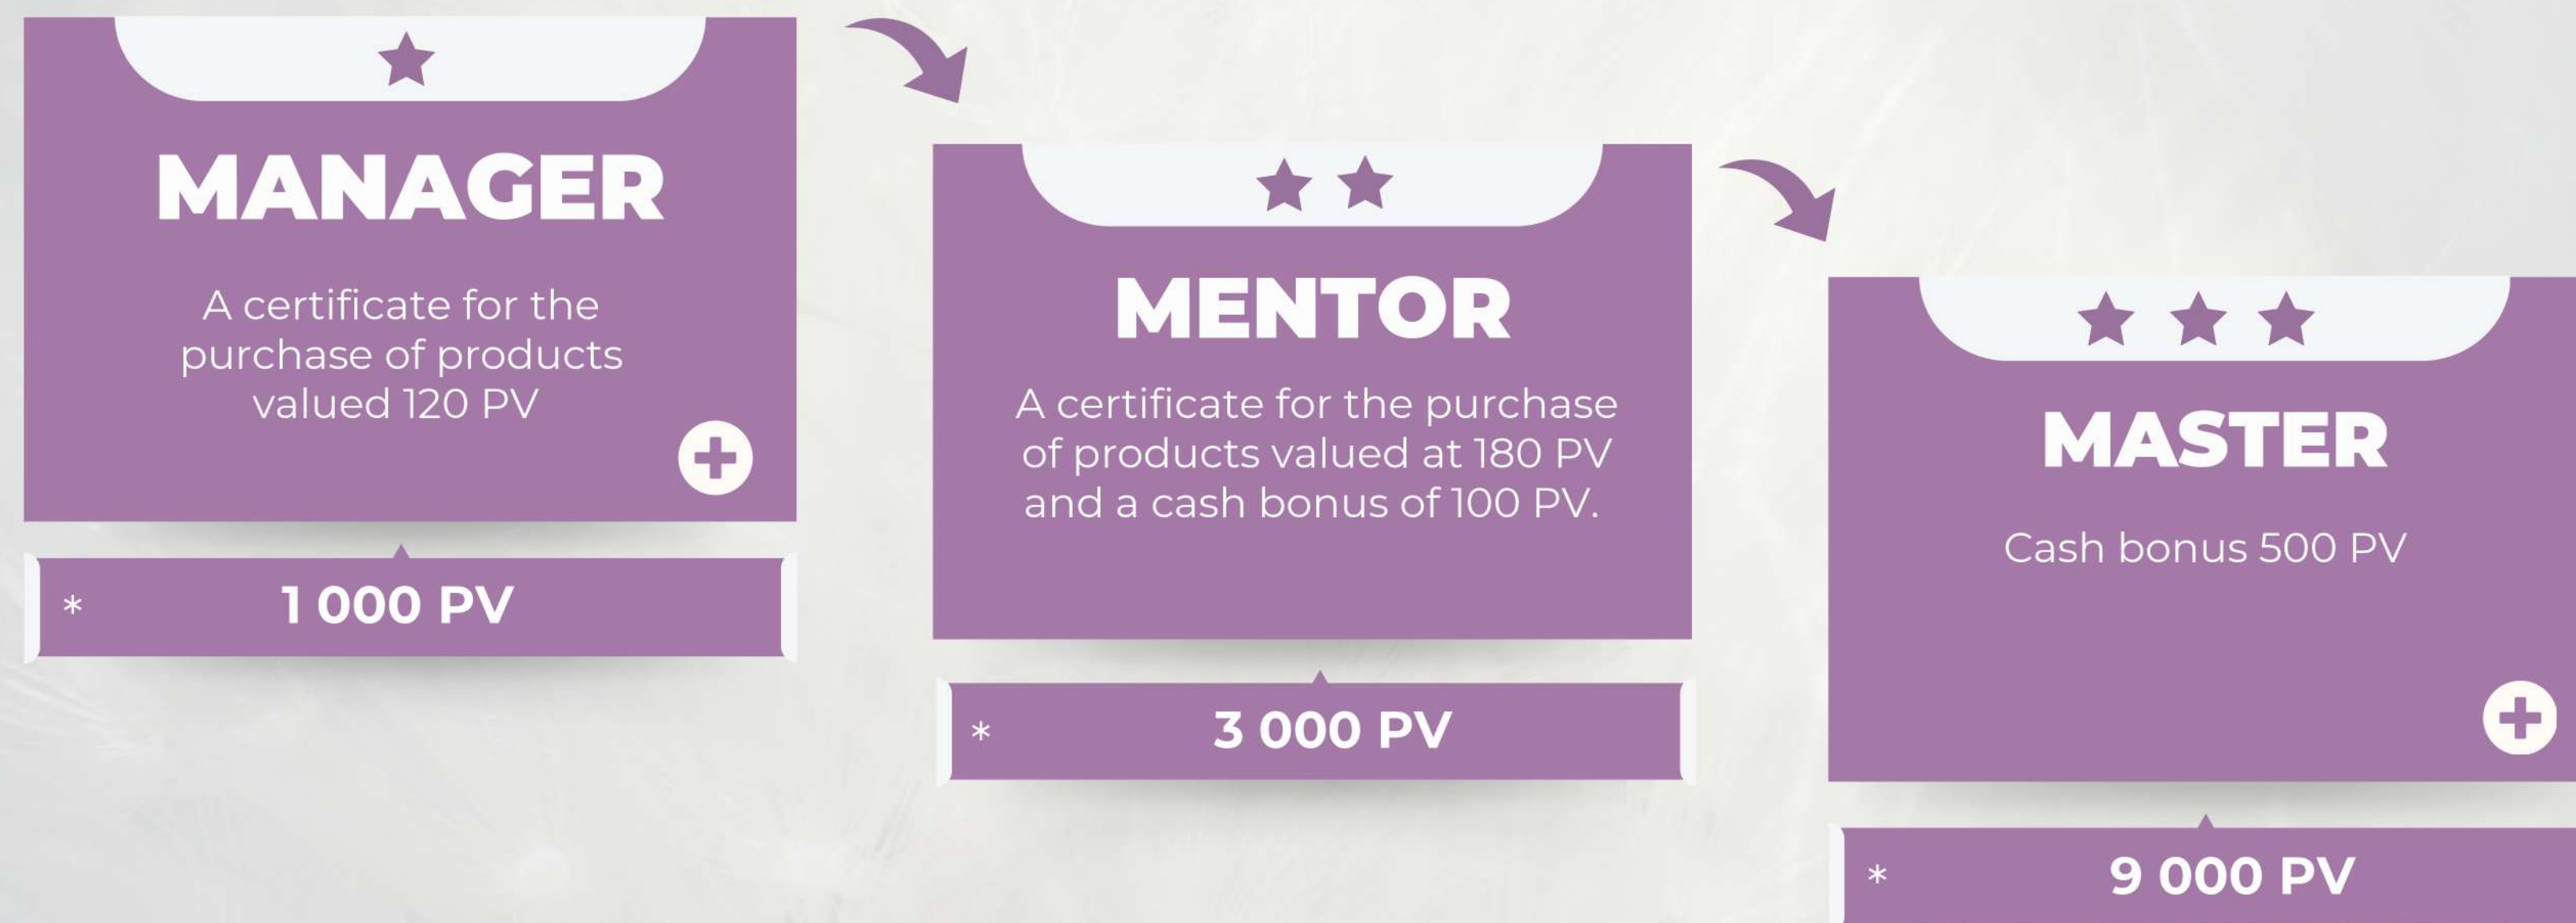 MANAGER
A certificate for the
purchase of products
valued 120 PV
* 1 000 PV
MENTOR
A certificate for the purchase
of products valued at 180 PV
and a cash bonus of 100 PV.
* 3 000 PV
MASTER
Cash bonus 500 PV
* 9 000 PV